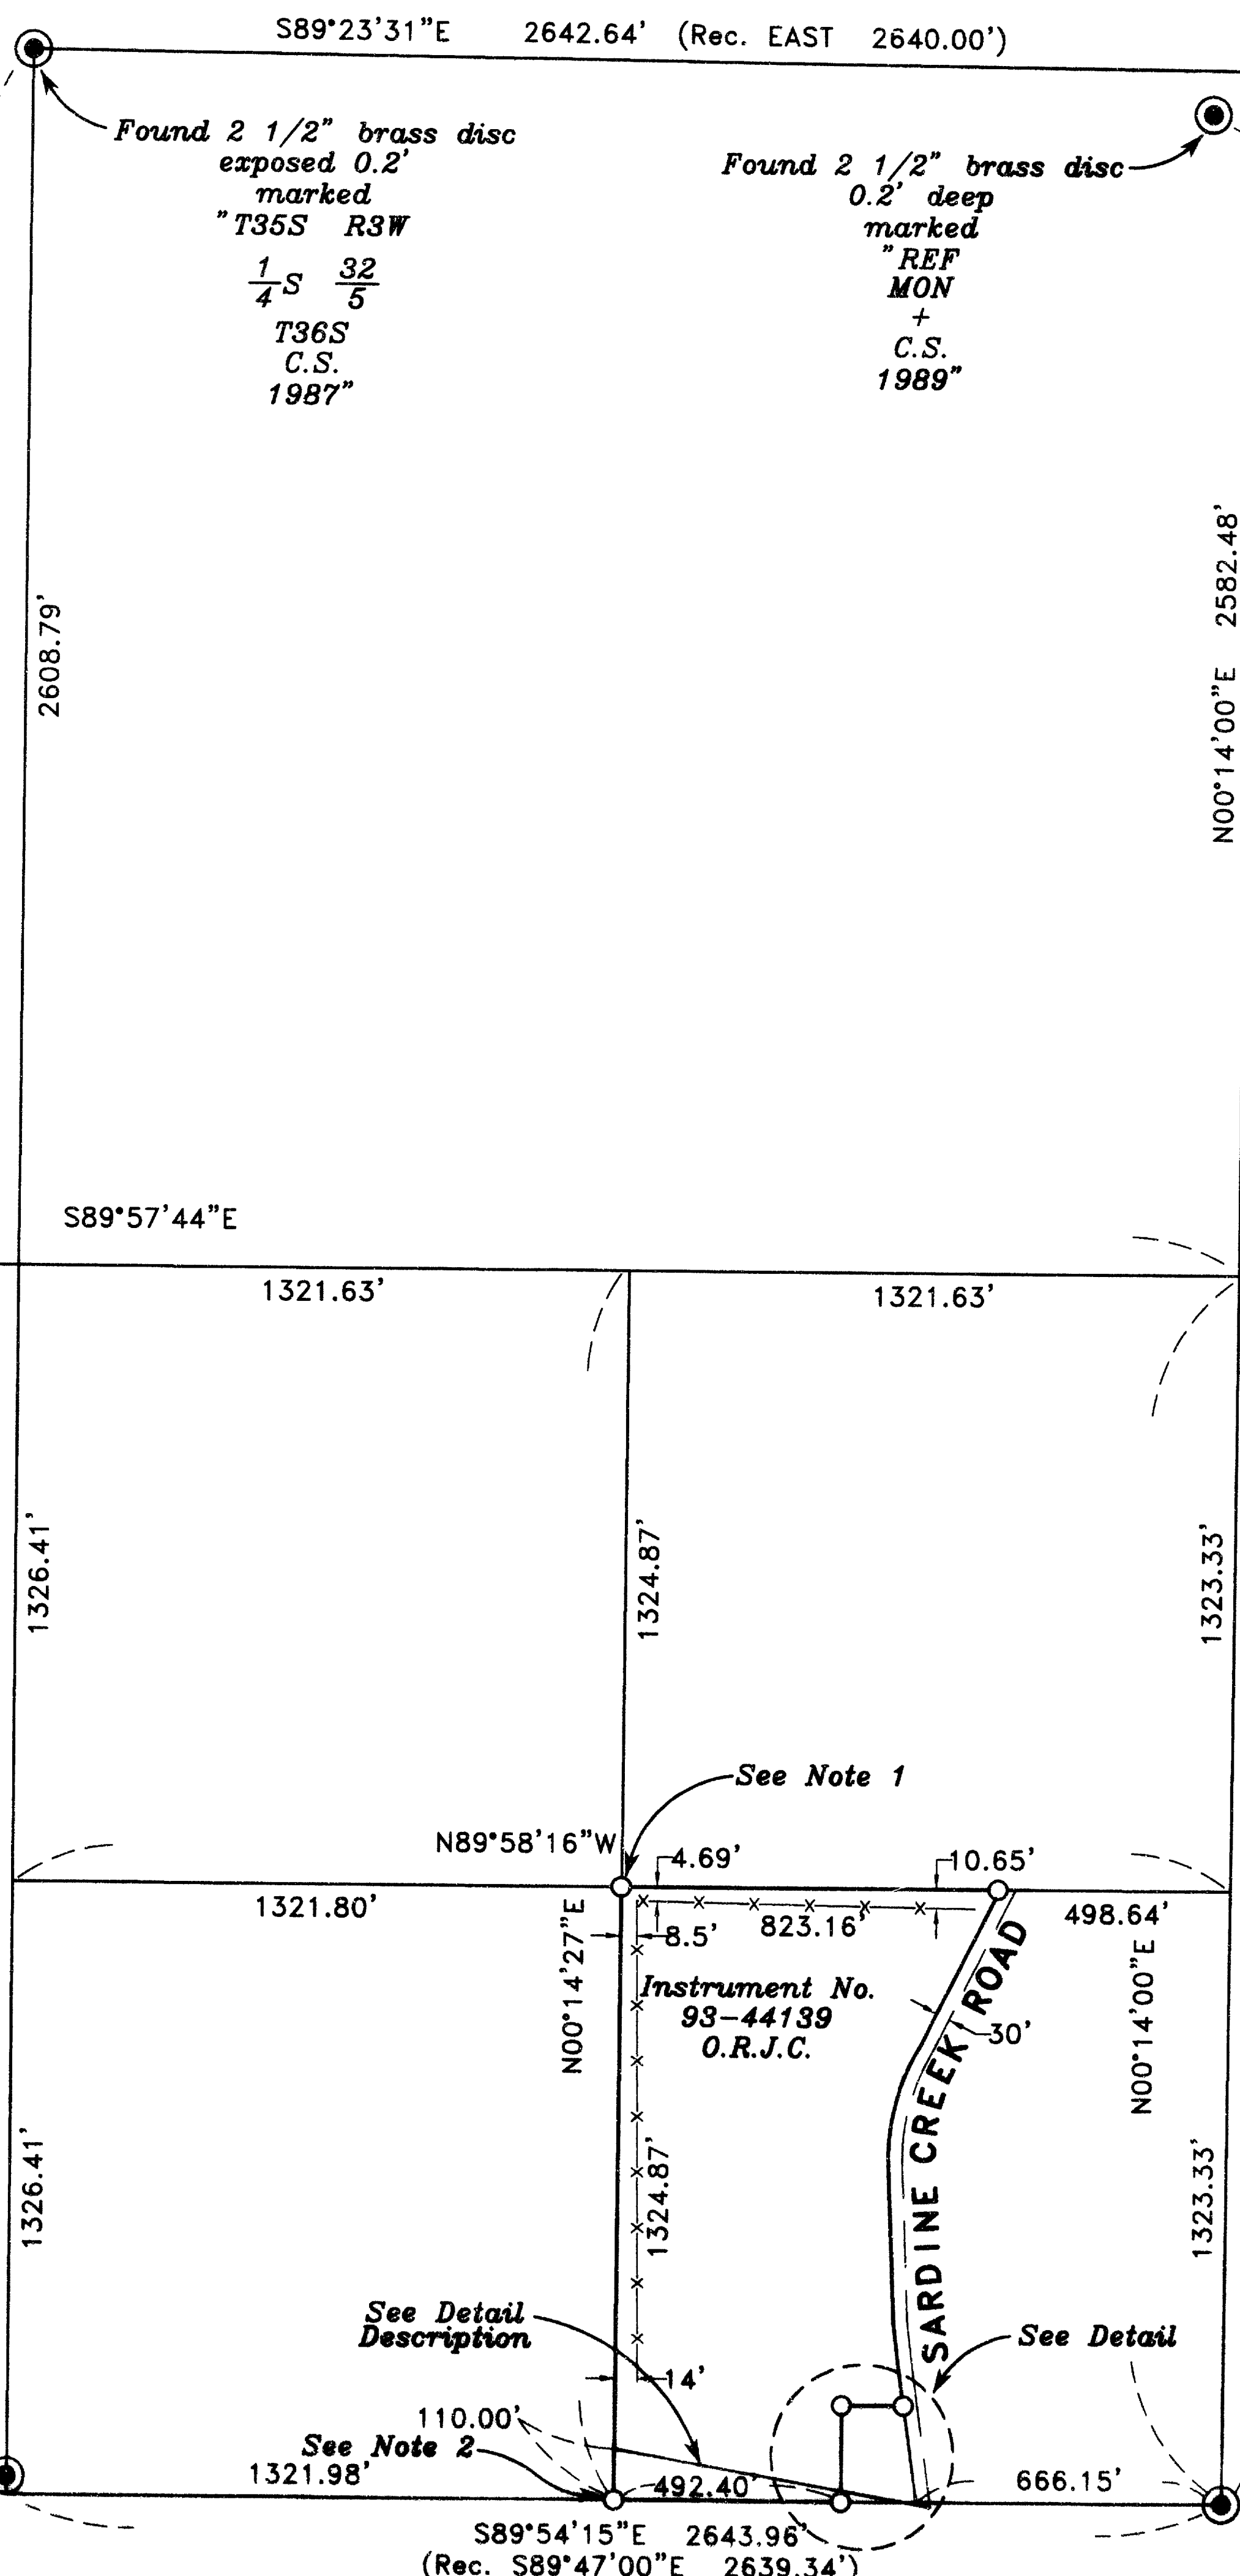 S89°23'31"E 2642.64' (Rec. EAST 2640.00')
Found 2 1/2" brass disc
exposed 0.2'
marked
"T35S R3W
1/4 S 32/5
T36S
C.S.
1987"
Found 2 1/2" brass disc
0.2' deep
marked
"REF
MON
+
C.S.
1989"
2608.79'
N00°14'00"E 2582.48'
S89°57'44"E
1321.63'
1321.63'
1326.41'
1324.87'
1323.33'
See Note 1
N89°58'16"W
4.69'
10.65'
1321.80'
823.16'
498.64'
8.5'
N00°14'27"E
Instrument No.
93-44139
O.R.J.C.
30'
SARDINE CREEK ROAD
N00°14'00"E
1326.41'
1324.87'
1323.33'
See Detail
Description
See Detail
14'
110.00'
See Note 2
1321.98'
492.40'
666.15'
S89°54'15"E 2643.96'
(Rec. S89°47'00"E 2639.34')